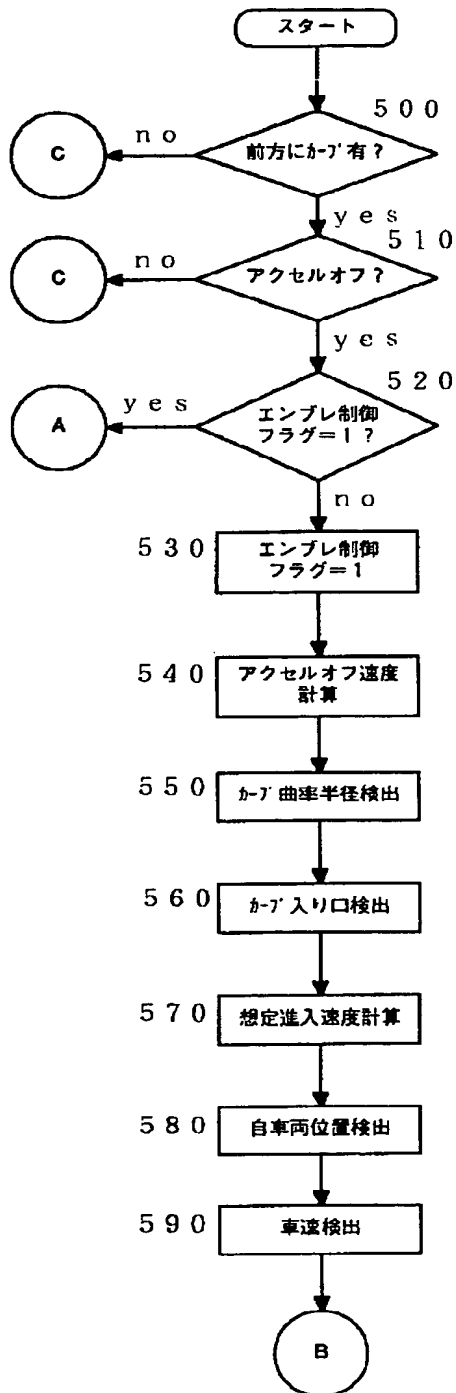 スタート
500
前方にｶｰﾌﾞ有？
no
C
yes
510
アクセルオフ？
no
C
yes
520
エンブレ制御
フラグ＝1？
yes
A
no
530
エンブレ制御
フラグ＝1
540
アクセルオフ速度
計算
550
ｶｰﾌﾞ曲率半径検出
560
ｶｰﾌﾞ入り口検出
570
想定進入速度計算
580
自車両位置検出
590
車速検出
B